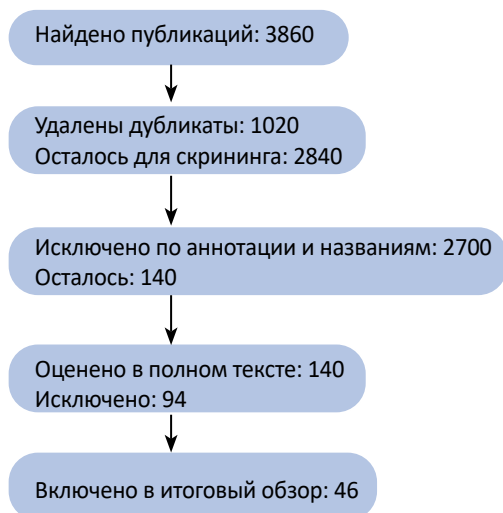 Найдено публикаций: 3860
Удалены дубликаты: 1020
Осталось для скрининга: 2840
Исключено по аннотации и названиям: 2700
Осталось: 140
Оценено в полном тексте: 140
Исключено: 94
Включено в итоговый обзор: 46